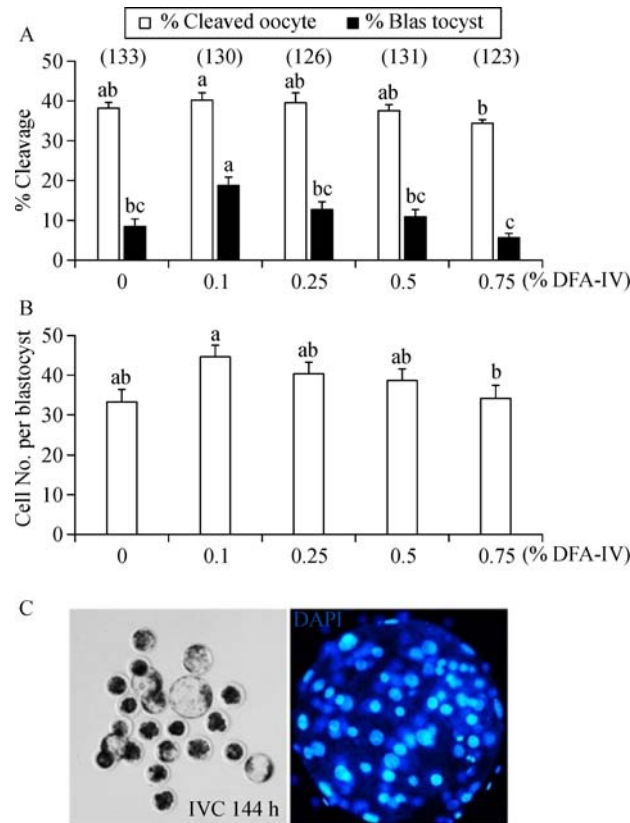 % Cleaved oocyte % Blas tocyst
A
(133) (130) (126) (131) (123)
ab a ab ab b
bc a bc bc c
% Cleavage
50
40
30
20
10
0
0 0.1 0.25 0.5 0.75 (% DFA-IV)
B
ab a ab ab b
Cell No. per blastocyst
50
40
30
20
10
0
0 0.1 0.25 0.5 0.75 (% DFA-IV)
C
IVC 144 h
DAPI